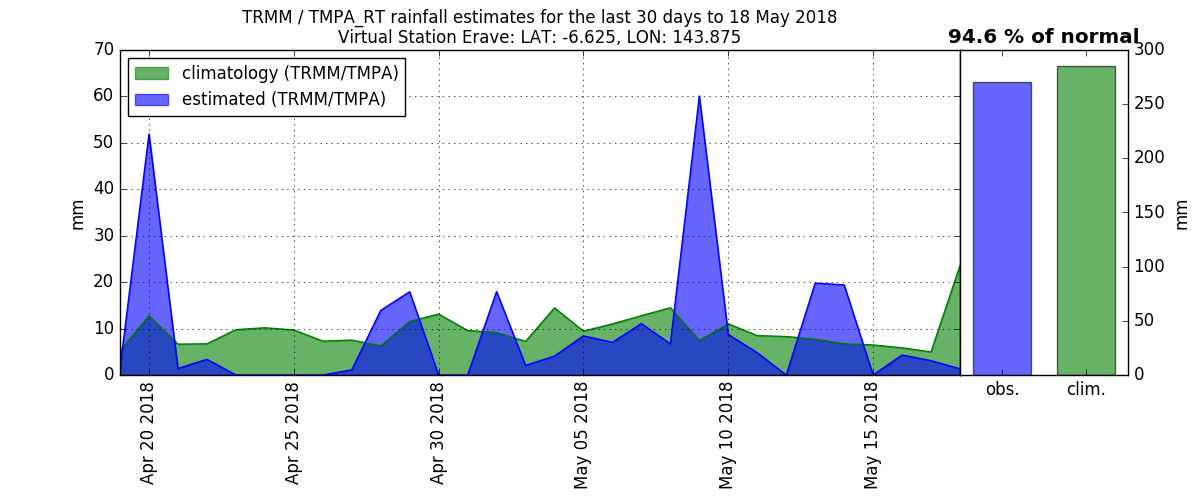 TRMM / TMPA_RT rainfall estimates for the last 30 days to 18 May 2018
Virtual Station Erave: LAT: -6.625, LON: 143.875
94.6 % of normal
climatology (TRMM/TMPA)
estimated (TRMM/TMPA)
mm
70
60
50
40
30
20
10
0
Apr 20 2018
Apr 25 2018
Apr 30 2018
May 05 2018
May 10 2018
May 15 2018
obs.
clim.
300
250
200
150
100
50
0
mm